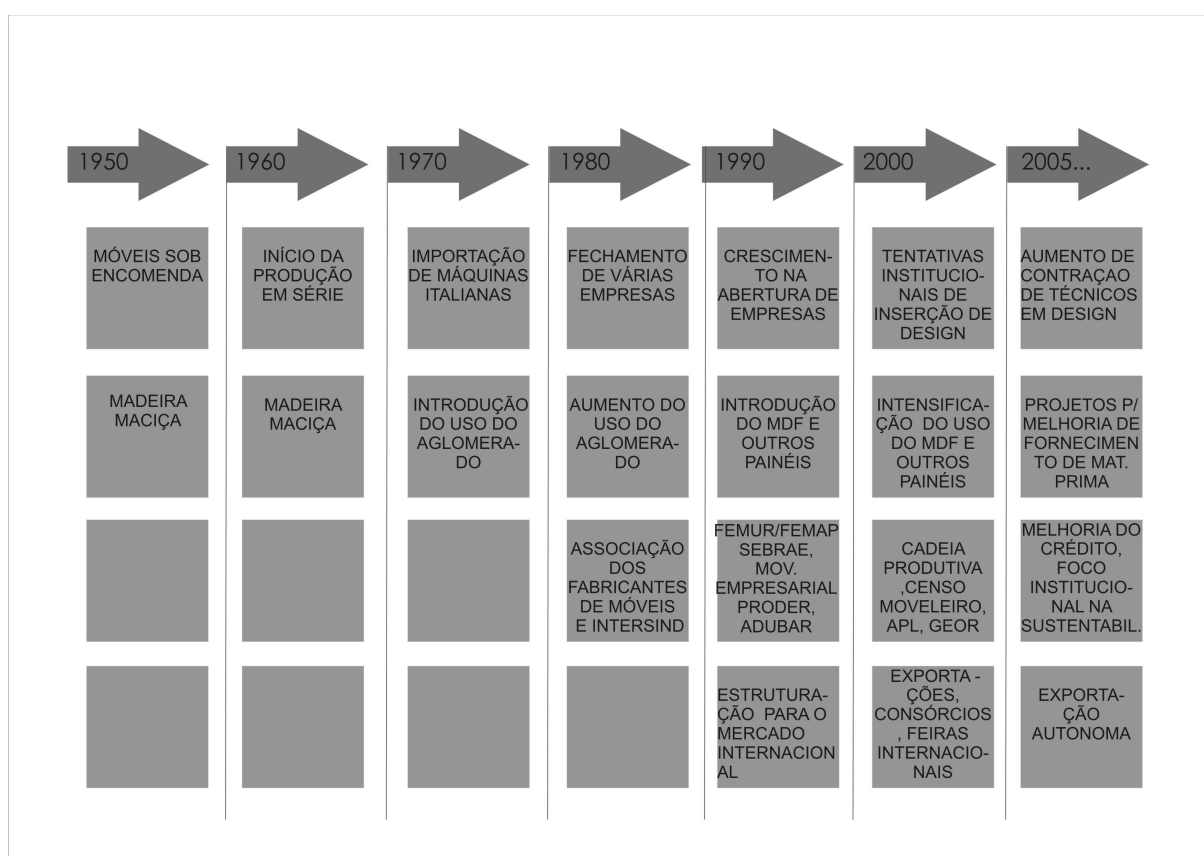 1950
1960
1970
1980
1990
2000
2005...
MÓVEIS SOB
ENCOMENDA
INÍCIO DA
PRODUÇÃO
EM SÉRIE
IMPORTAÇÃO
DE MÁQUINAS
ITALIANAS
FECHAMENTO
DE VÁRIAS
EMPRESAS
CRESCIMEN-
TO NA
ABERTURA DE
EMPRESAS
TENTATIVAS
INSTITUCIO-
NAIS DE
INSERÇÃO DE
DESIGN
AUMENTO DE
CONTRAÇAO
DE TÉCNICOS
EM DESIGN
MADEIRA
MACIÇA
MADEIRA
MACIÇA
INTRODUÇÃO
DO USO DO
AGLOMERA-
DO
AUMENTO DO
USO DO
AGLOMERA-
DO
INTRODUÇÃO
DO MDF E
OUTROS
PAINÉIS
INTENSIFICA-
ÇÃO DO USO
DO MDF E
OUTROS
PAINÉIS
PROJETOS P/
MELHORIA DE
FORNECIMEN
TO DE MAT.
PRIMA
ASSOCIAÇÃO
DOS
FABRICANTES
DE MÓVEIS
E INTERSIND
FEMUR/FEMAP
SEBRAE,
MOV.
EMPRESARIAL
PRODER,
ADUBAR
CADEIA
PRODUTIVA
,CENSO
MOVELEIRO,
APL, GEOR
MELHORIA DO
CRÉDITO,
FOCO
INSTITUCIO-
NAL NA
SUSTENTABIL.
ESTRUTURA-
ÇÃO PARA O
MERCADO
INTERNACION
AL
EXPORTA -
ÇÕES,
CONSÓRCIOS
, FEIRAS
INTERNACIO-
NAIS
EXPORTA-
ÇÃO
AUTONOMA